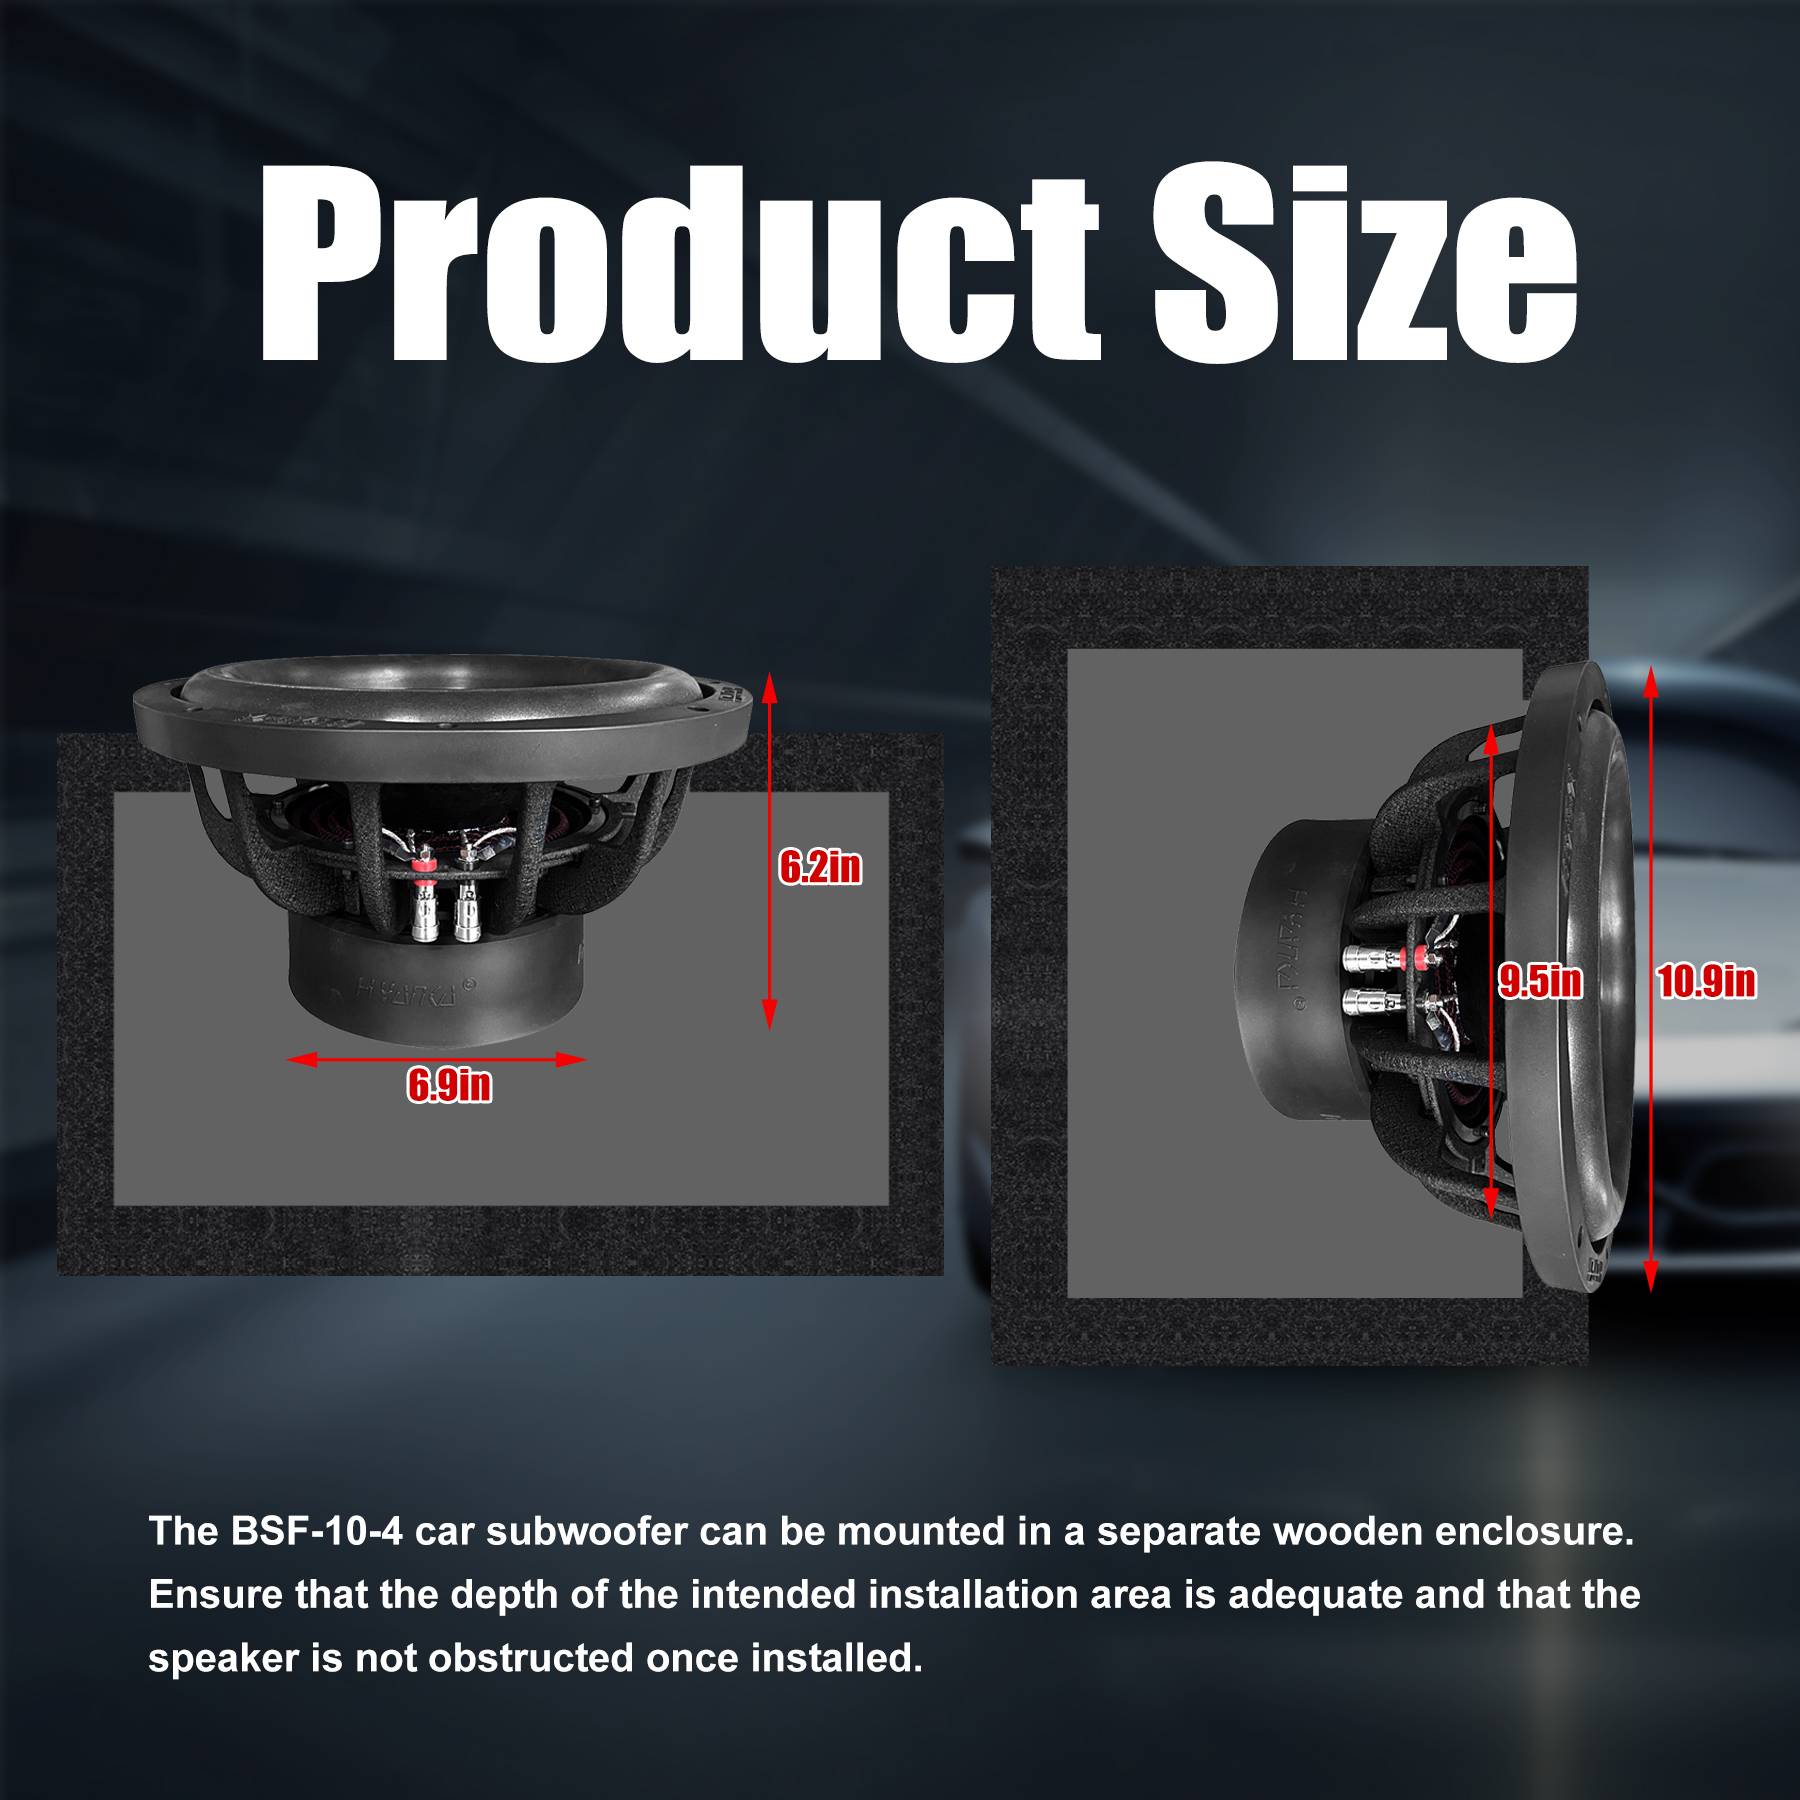 Product Size
6.2in
6.9in
9.5in
10.9in
The BSF-10-4 car subwoofer can be mounted in a separate wooden enclosure.
Ensure that the depth of the intended installation area is adequate and that the
speaker is not obstructed once installed.